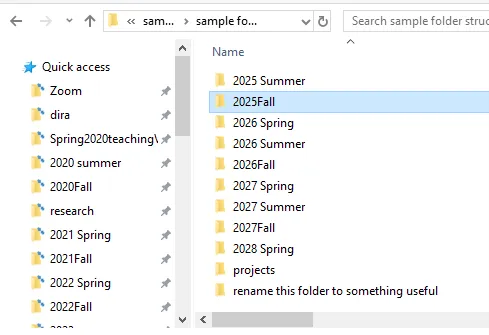 sam...
sample fo...
Search sample folder struc
Name
Quick access
Zoom
dira
Spring2020teaching\
2020 summer
2020Fall
research
2021 Spring
2021Fall
2022 Spring
2022Fall
2025 Summer
2025Fall
2026 Spring
2026 Summer
2026Fall
2027 Spring
2027 Summer
2027Fall
2028 Spring
projects
rename this folder to something useful